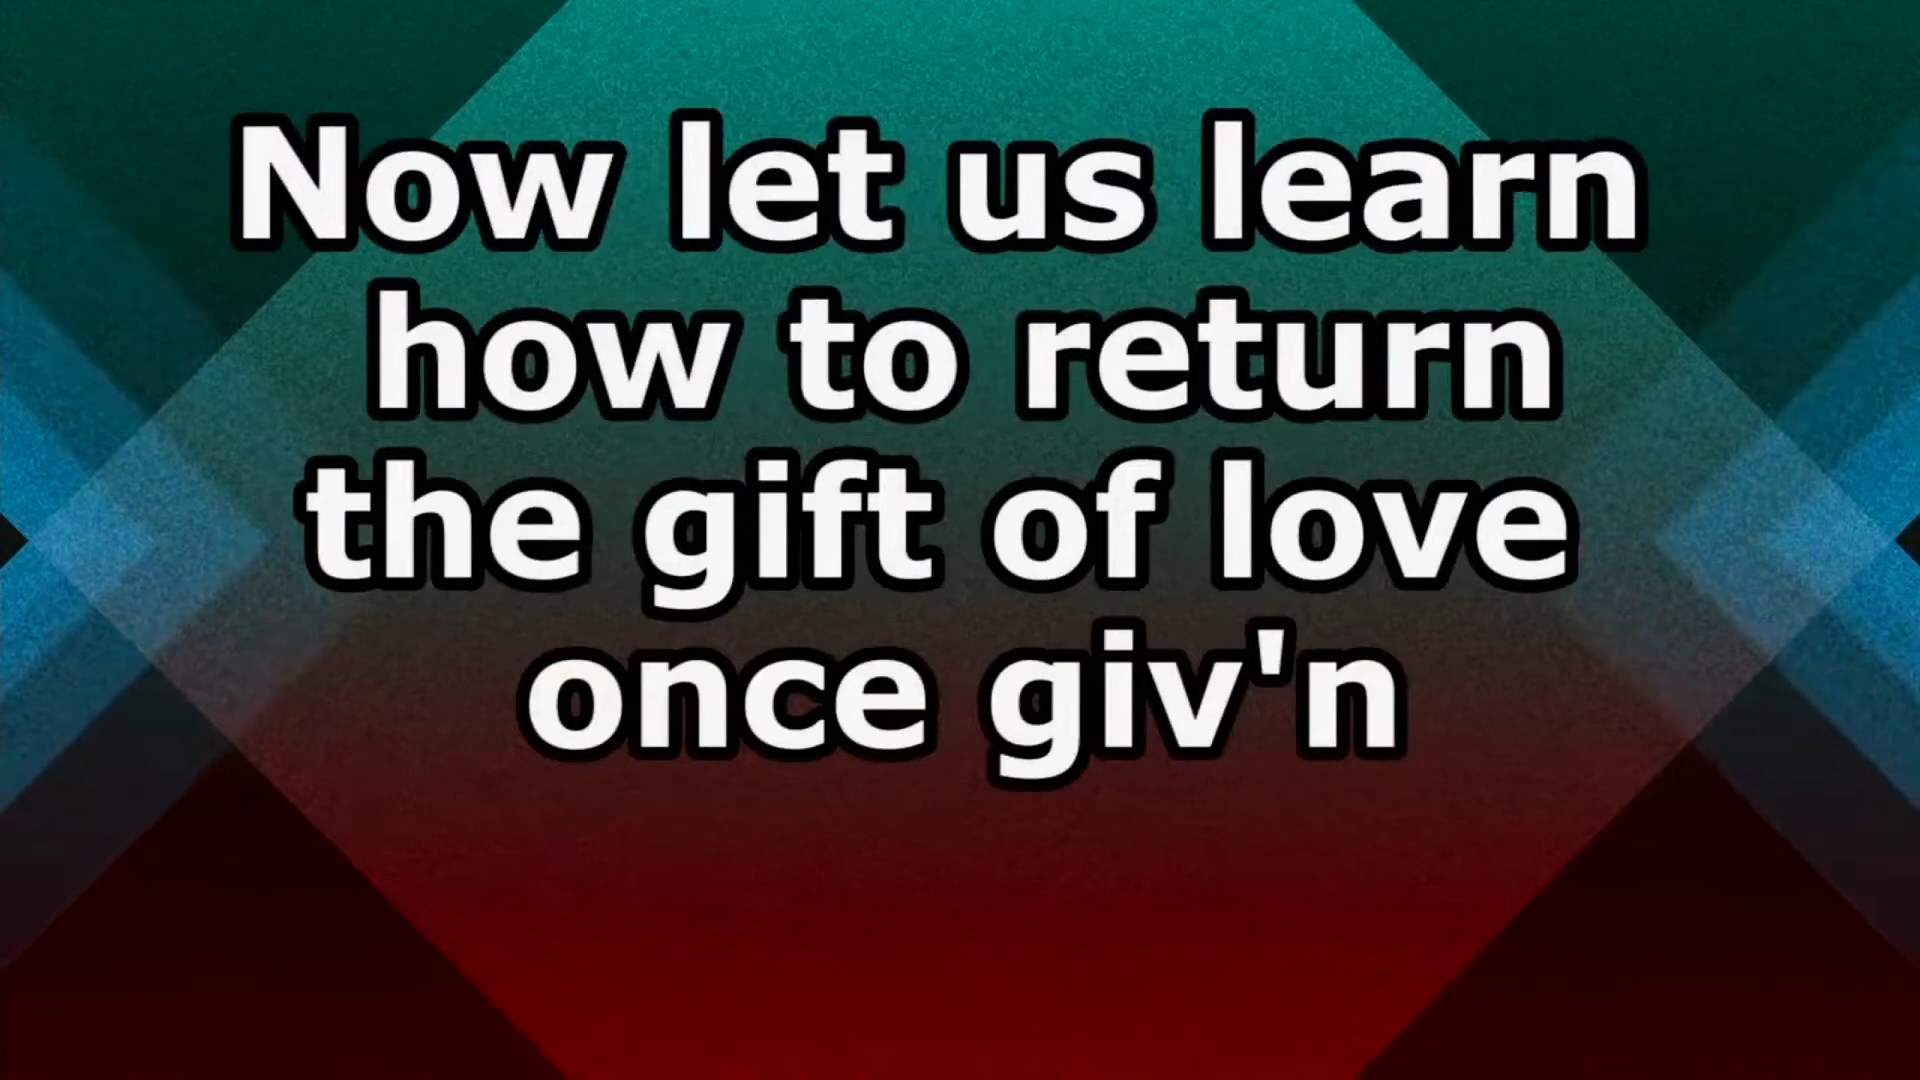 Now let us learn
how to return
the gift of love
once giv'n